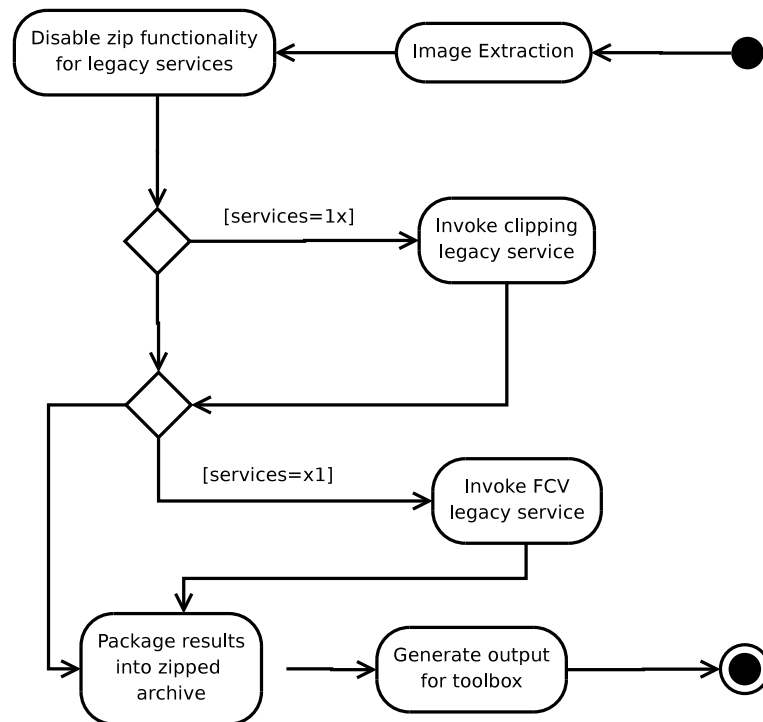 Disable zip functionality
for legacy services
Image Extraction
[services=1x]
Invoke clipping
legacy service
[services=x1]
Invoke FCV
legacy service
Package results
into zipped
archive
Generate output
for toolbox